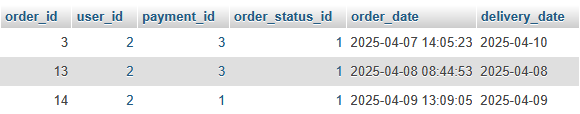 order_id user_id payment_id order_status_id order_date delivery_date
3 2 3 1 2025-04-07 14:05:23 2025-04-10
13 2 3 1 2025-04-08 08:44:53 2025-04-08
14 2 1 1 2025-04-09 13:09:05 2025-04-09